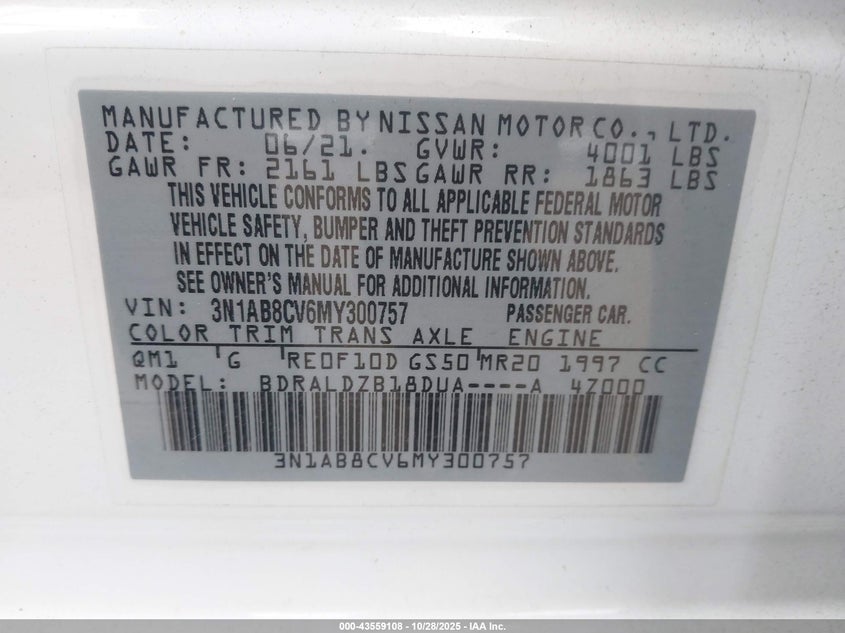 MANUFACTURED BY NISSAN MOTOR CO., LTD.
DATE: 06/21. GVWR: 4001 LBS
GAWR FR: 2161 LBS GAWR RR: 1863 LBS
THIS VEHICLE CONFORMS TO ALL APPLICABLE FEDERAL MOTOR
VEHICLE SAFETY, BUMPER AND THEFT PREVENTION STANDARDS
IN EFFECT ON THE DATE OF MANUFACTURE SHOWN ABOVE.
SEE OWNER'S MANUAL FOR ADDITIONAL INFORMATION.
VIN: 3N1AB8CV6MY300757 PASSENGER CAR.
COLOR TRIM TRANS AXLE ENGINE
QM1 'G 'RE0F10D GS50'MR20 1997 CC
MODEL: BDRALDZB18DUA----A 4Z000
3N1AB8CV6MY300757
000-43559108 - 10/28/2025 - IAA Inc.